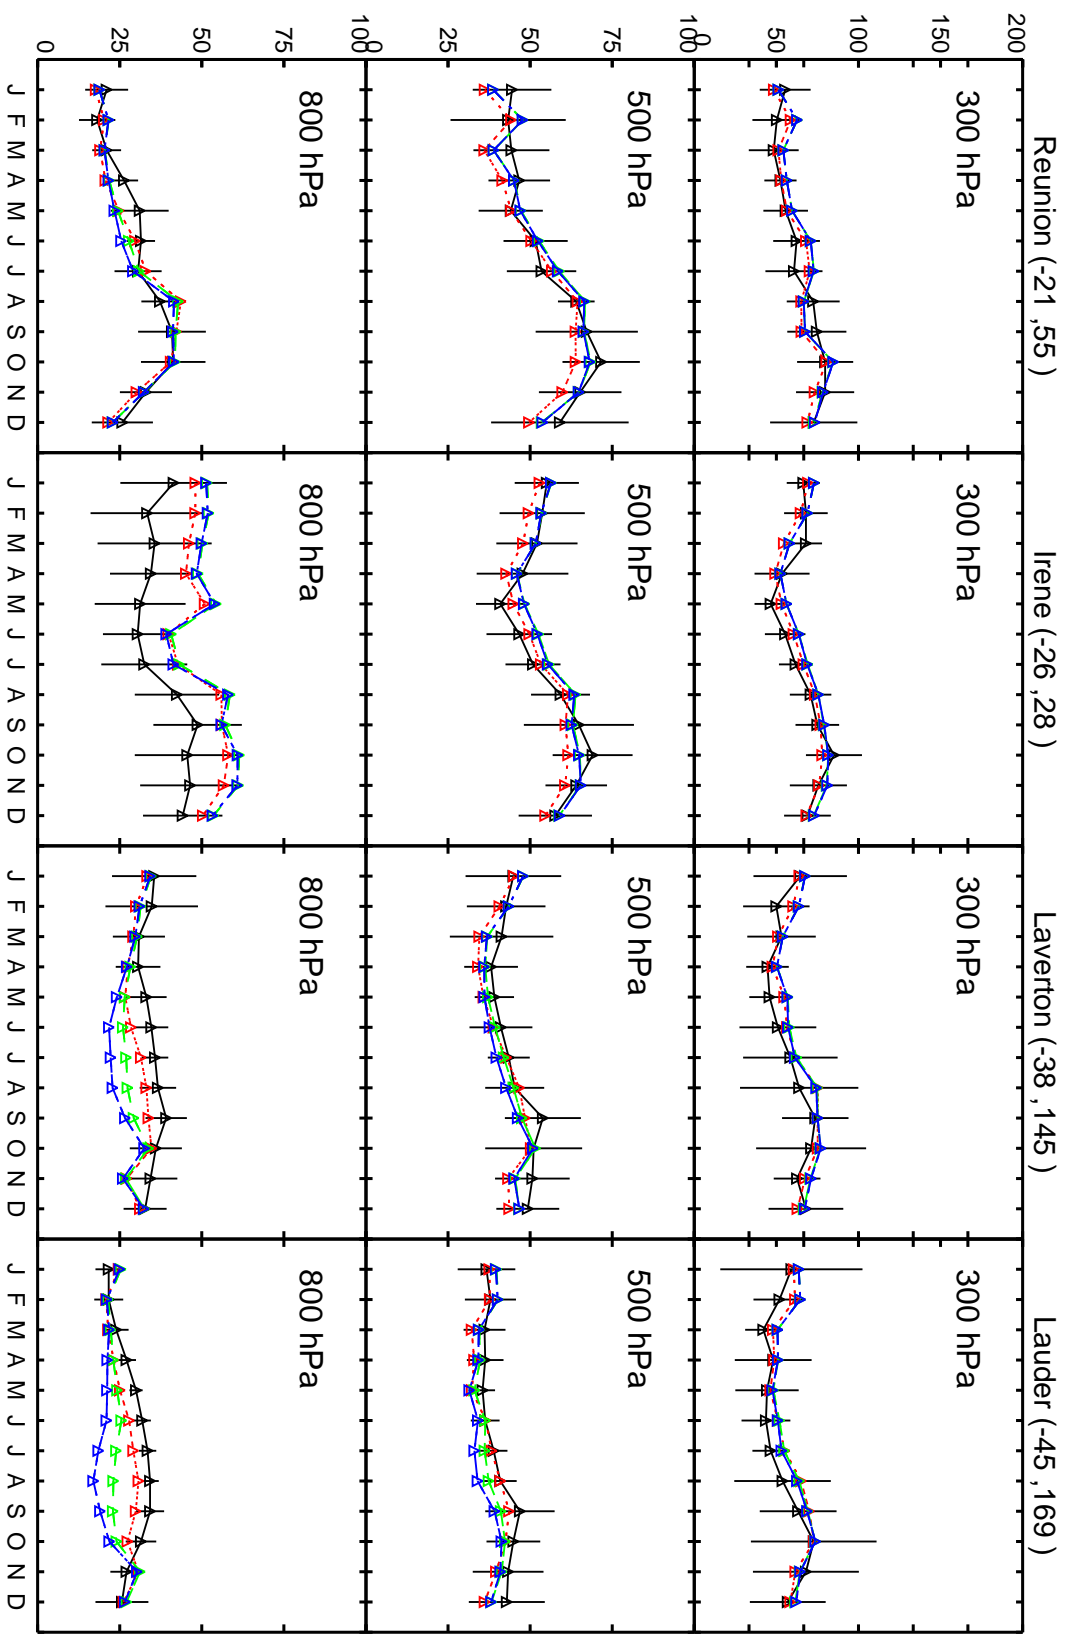 Reunion (-21 ,55 )
Irene (-26 ,28 )
Laverton (-38 ,145 )
Lauder (-45 ,169 )
200
150
100
50
0
300 hPa
300 hPa
300 hPa
300 hPa
100
75
50
25
0
500 hPa
500 hPa
500 hPa
500 hPa
100
75
50
25
0
800 hPa
800 hPa
800 hPa
800 hPa
J F M A M J J A S O N D
J F M A M J J A S O N D
J F M A M J J A S O N D
J F M A M J J A S O N D